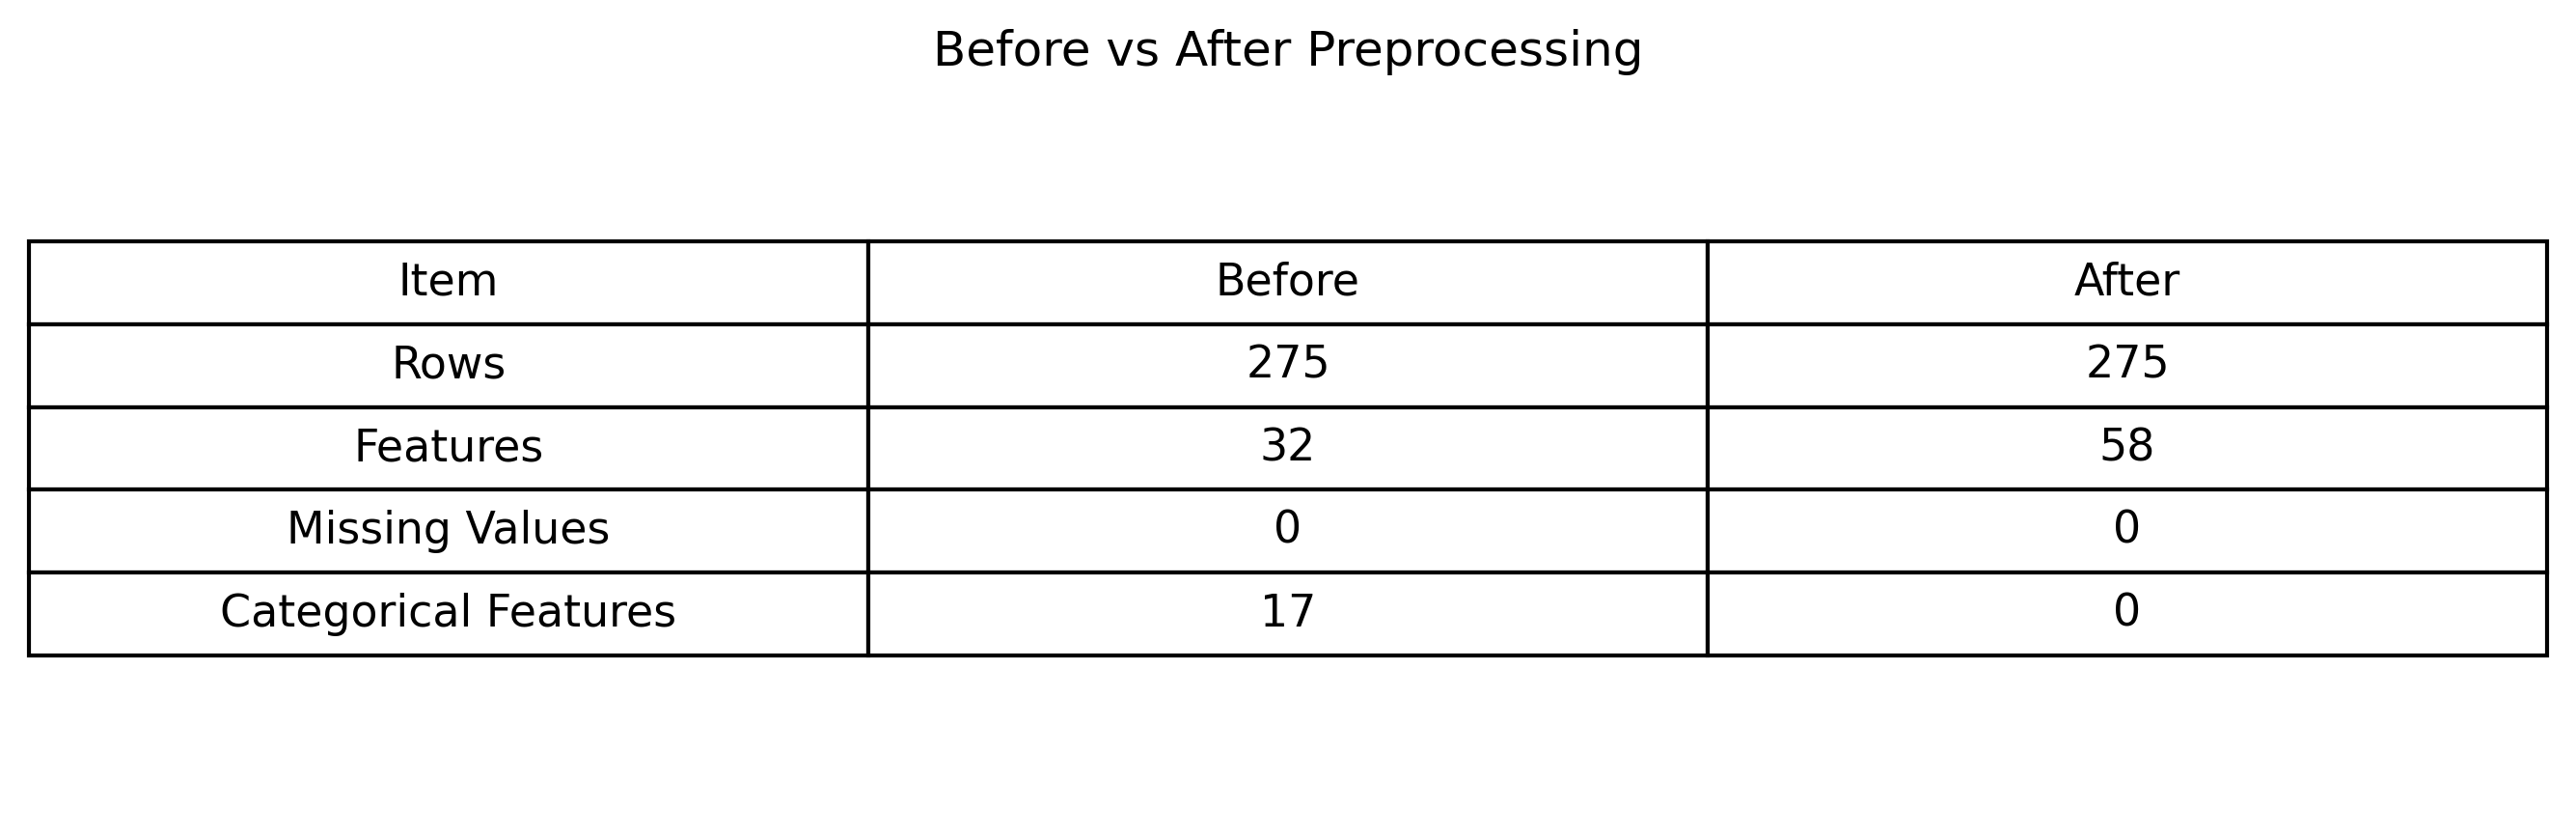 Before vs After Preprocessing
Item Before After
Rows 275 275
Features 32 58
Missing Values 0 0
Categorical Features 17 0